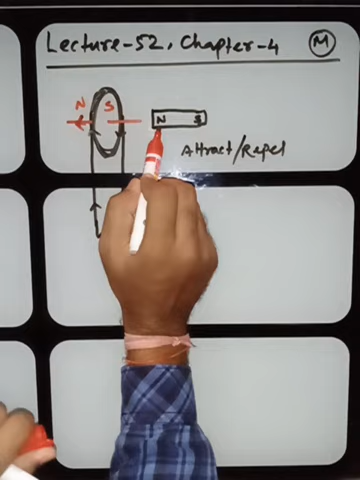 Lecture-52, Chapter-4
M
N S
N S
Attract/Repel